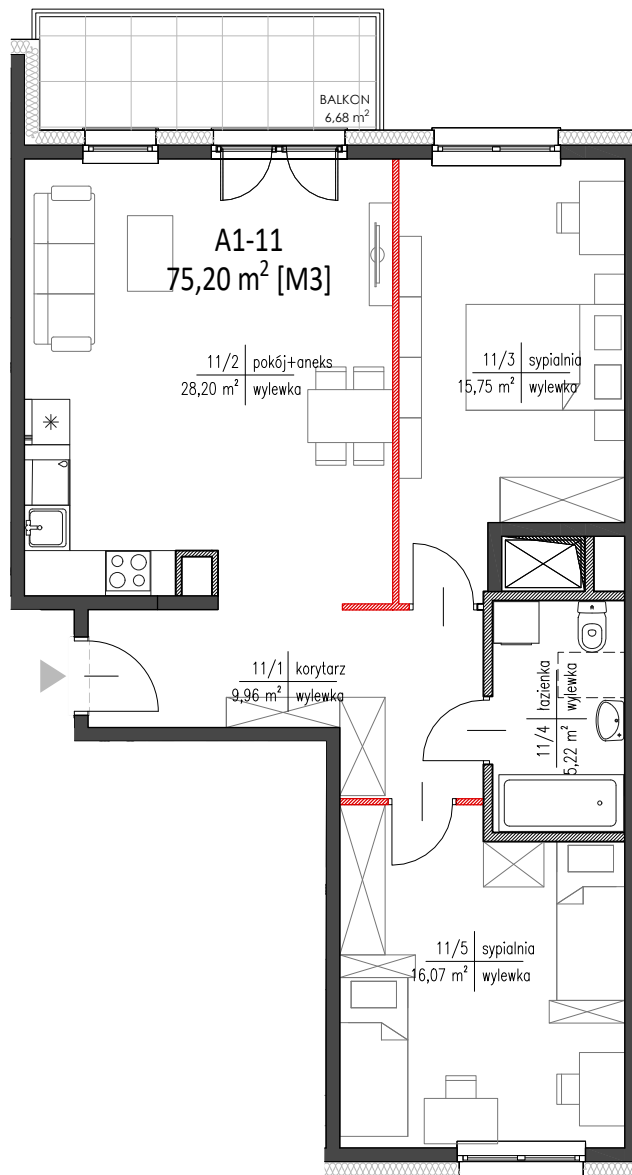 BALKON
6,68 m²
A1-11
75,20 m² [M3]
11/2 pokój+aneks
28,20 m² wylewka
11/3 sypialnia
15,75 m² wylewka
11/1 korytarz
9,96 m² wylewka
11/4 łazienka
5,22 m² wylewka
11/5 sypialnia
16,07 m² wylewka